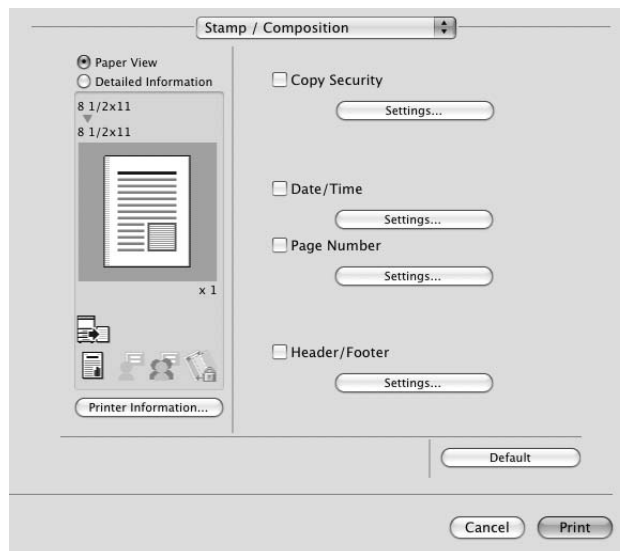 Stamp / Composition
Paper View
Detailed Information
8 1/2x11
8 1/2x11
x 1
Printer Information...
Copy Security
Settings...
Date/Time
Settings...
Page Number
Settings...
Header/Footer
Settings...
Default
Cancel
Print